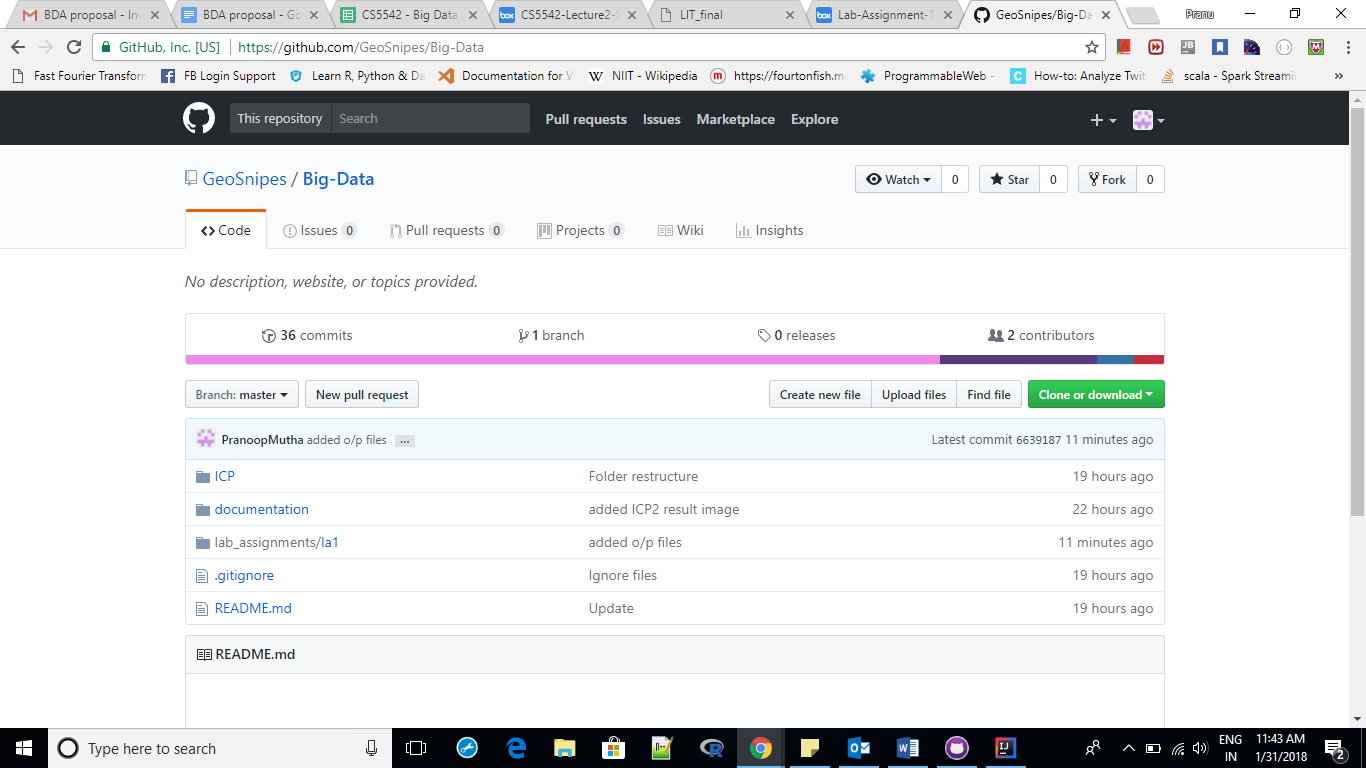 BDA proposal - Inv
BDA proposal - Go
CS5542 - Big Data
CS5542-Lecture2-
LIT_final
Lab-Assignment-1
GeoSnipes/Big-Da
Pranu
GitHub, Inc. [US]
https://github.com/GeoSnipes/Big-Data
Fast Fourier Transform
FB Login Support
Learn R, Python & Da
Documentation for V
NIIT - Wikipedia
https://fourtonfish.ma
ProgrammableWeb -
How-to: Analyze Twit
scala - Spark Streami
»
This repository
Search
Pull requests
Issues
Marketplace
Explore
GeoSnipes / Big-Data
Watch 0
Star 0
Fork 0
Code
Issues 0
Pull requests 0
Projects 0
Wiki
Insights
No description, website, or topics provided.
36 commits
1 branch
0 releases
2 contributors
Branch: master
New pull request
Create new file
Upload files
Find file
Clone or download
PranoopMutha added o/p files ...
Latest commit 6639187 11 minutes ago
ICP
Folder restructure
19 hours ago
documentation
added ICP2 result image
22 hours ago
lab_assignments/la1
added o/p files
11 minutes ago
.gitignore
Ignore files
19 hours ago
README.md
Update
19 hours ago
README.md
Type here to search
ENG
IN
11:43 AM
1/31/2018
2